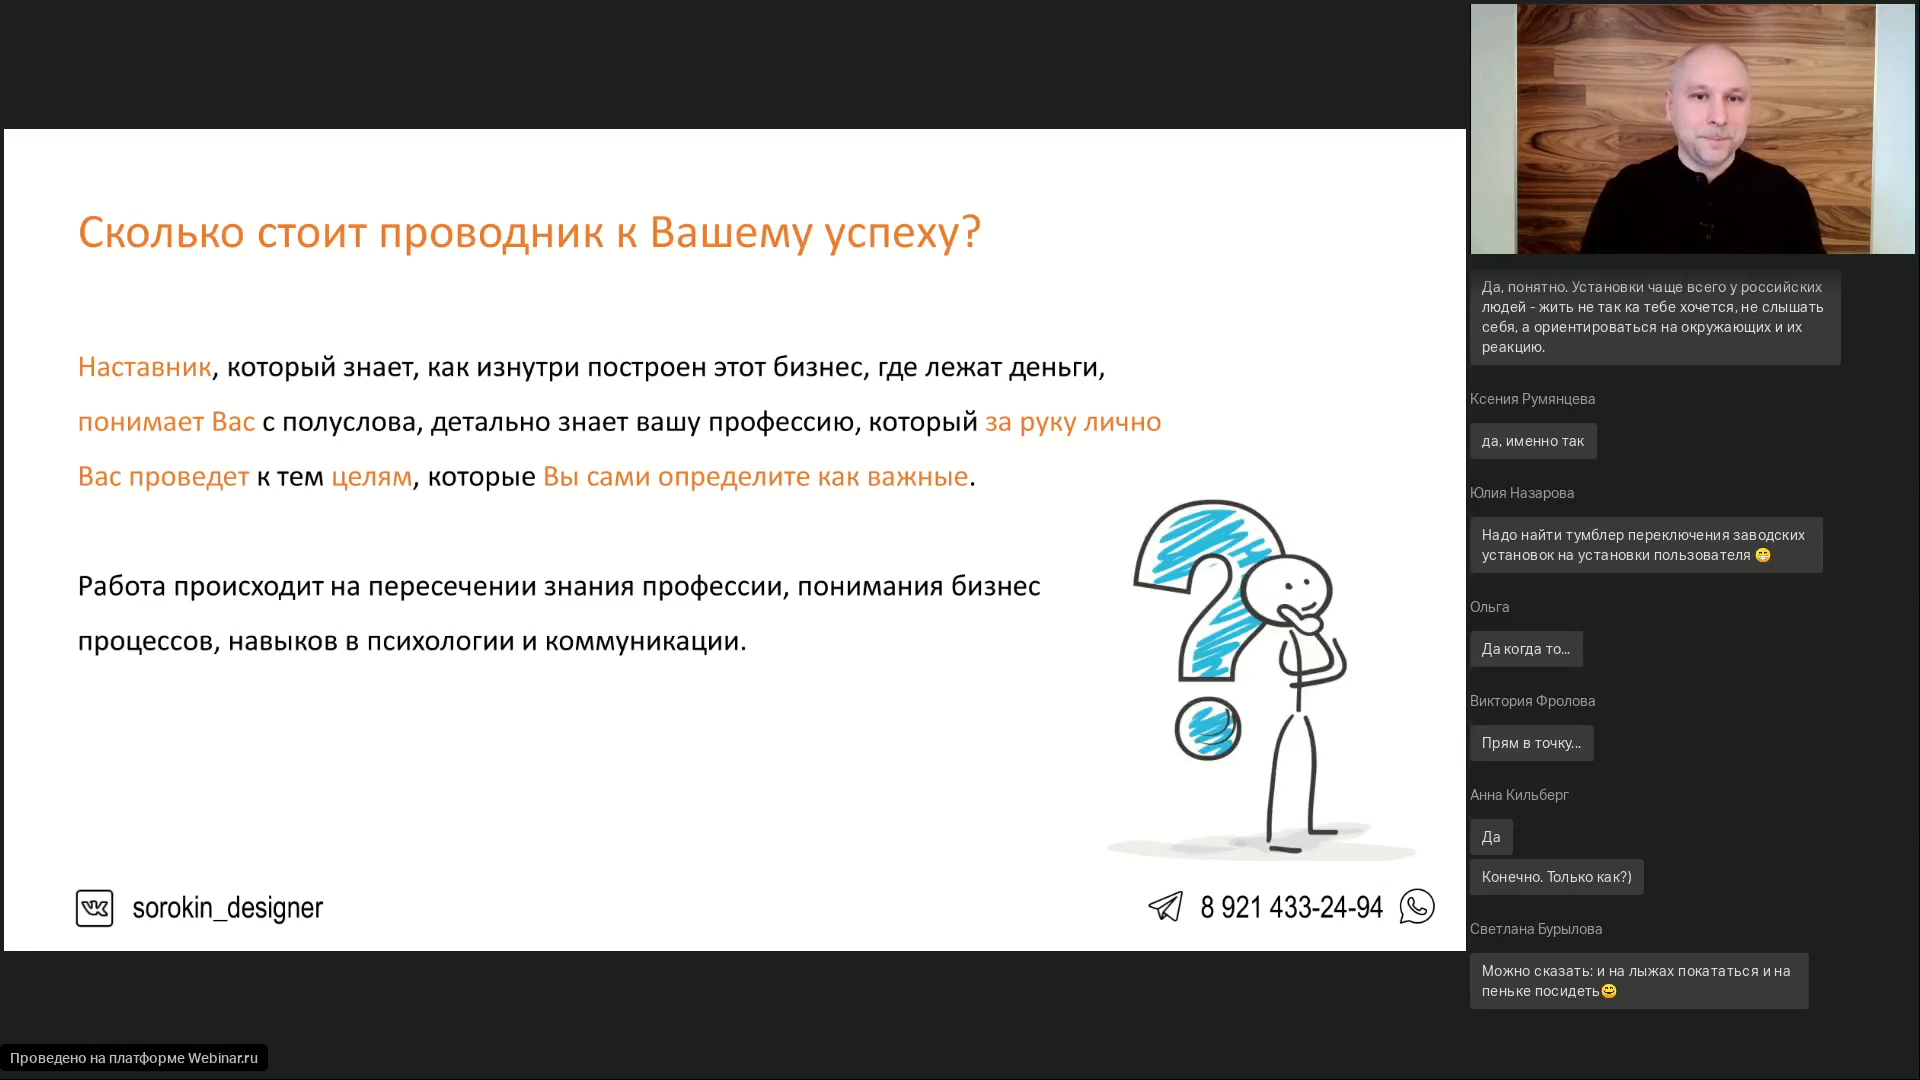 Сколько стоит проводник к Вашему успеху?
Наставник, который знает, как изнутри построен этот бизнес, где лежат деньги,
понимает Вас с полуслова, детально знает вашу профессию, который за руку лично
Вас проведет к тем целям, которые Вы сами определите как важные.
Работа происходит на пересечении знания профессии, понимания бизнес
процессов, навыков в психологии и коммуникации.
sorokin_designer
8 921 433-24-94
Да, понятно. Установки чаще всего у российских
людей - жить не так ка тебе хочется, не слышать
себя, а ориентироваться на окружающих и их
реакцию.
Ксения Румянцева
да, именно так
Юлия Назарова
Надо найти тумблер переключения заводских
установок на установки пользователя 😁
Ольга
Да когда то...
Виктория Фролова
Прям в точку...
Анна Кильберг
Да
Конечно. Только как?)
Светлана Бурылова
Можно сказать: и на лыжах покататься и на
пеньке посидеть😄
Проведено на платформе Webinar.ru